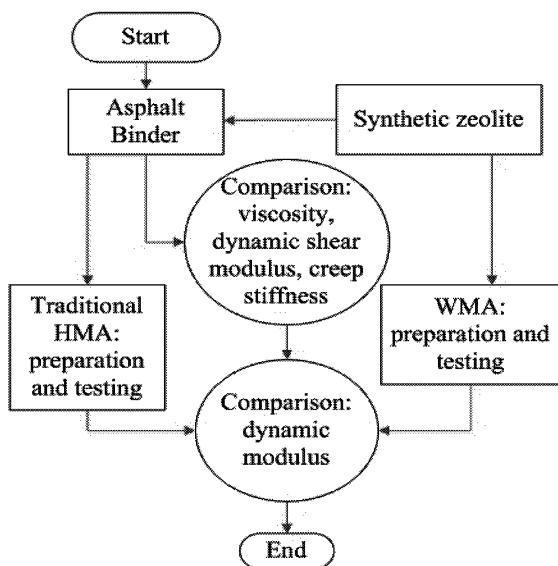 Start
Asphalt
Binder
Synthetic zeolite
Comparison:
viscosity,
dynamic shear
modulus, creep
stiffness
Traditional
HMA:
preparation
and testing
WMA:
preparation and
testing
Comparison:
dynamic
modulus
End